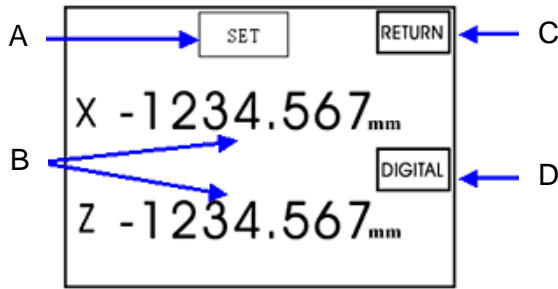 A SET RETURN C
X -1234.567mm
B DIGITAL D
Z -1234.567mm